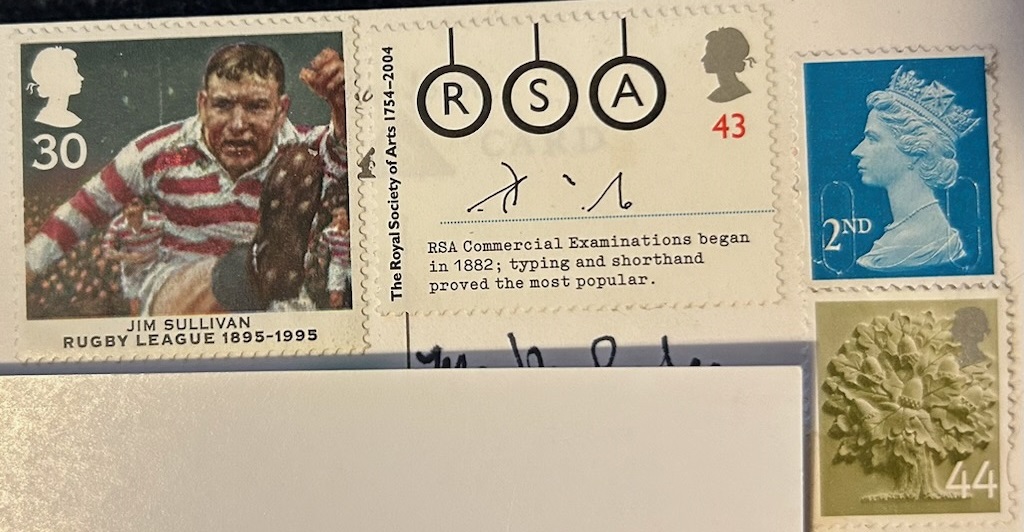 30
JIM SULLIVAN
RUGBY LEAGUE 1895-1995
The Royal Society of Arts 1754-2004
R S A
43
RSA Commercial Examinations began
in 1882; typing and shorthand
proved the most popular.
2ND
44